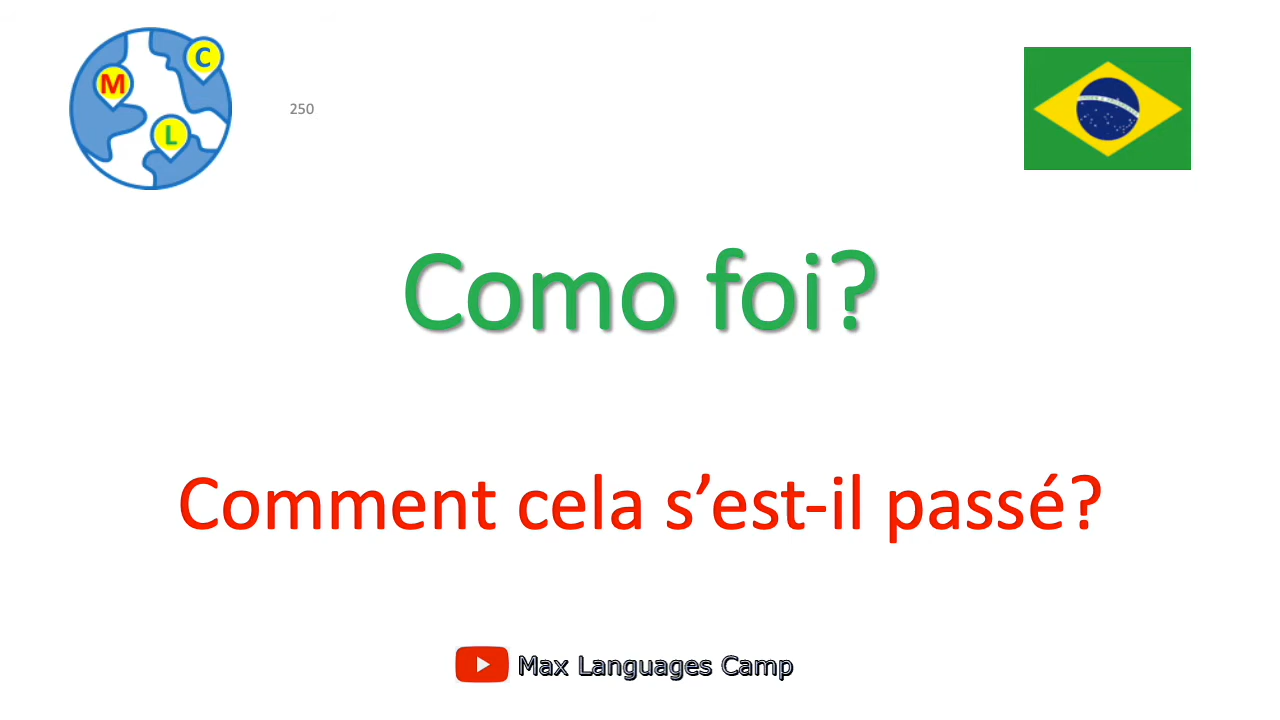 M
C
L
250
Como foi?
Comment cela s’est-il passé?
Max Languages Camp